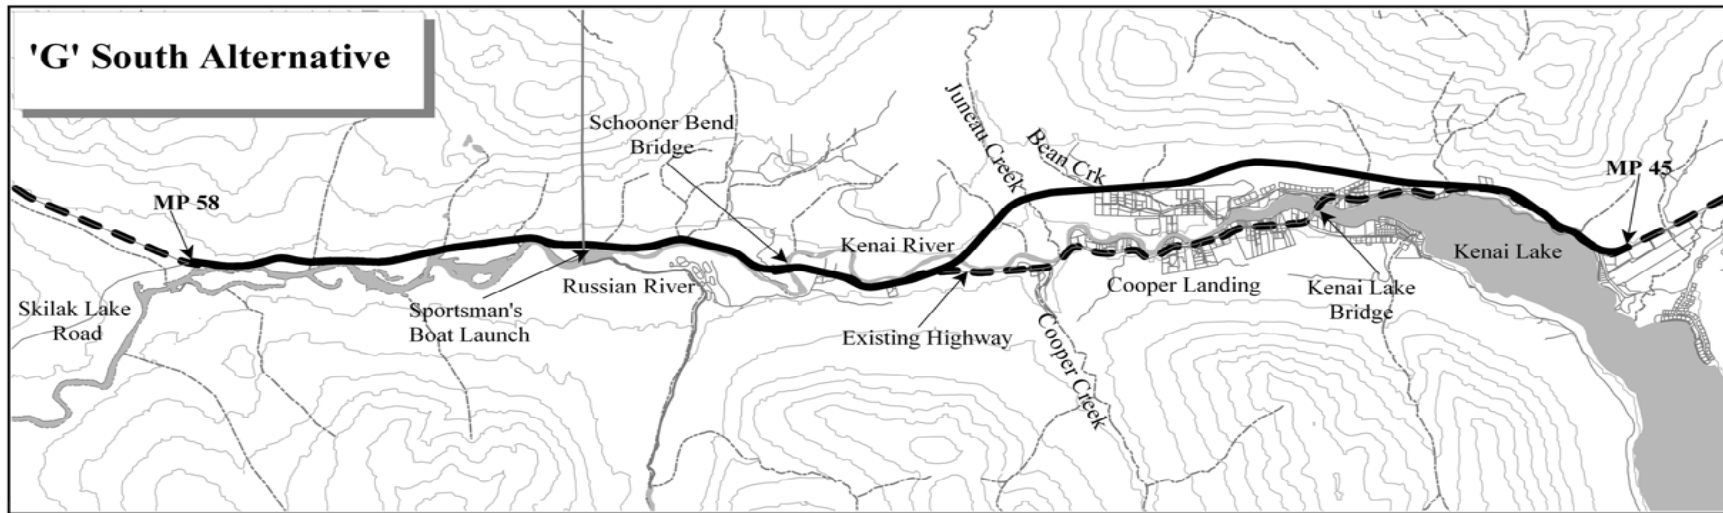 'G' South Alternative
Schooner Bend
Bridge
Juneau Creek
Bean Crk
MP 45
MP 58
Kenai River
Kenai Lake
Skilak Lake
Road
Sportsman's
Boat Launch
Russian River
Cooper Landing
Kenai Lake
Bridge
Existing Highway
Cooper Creek